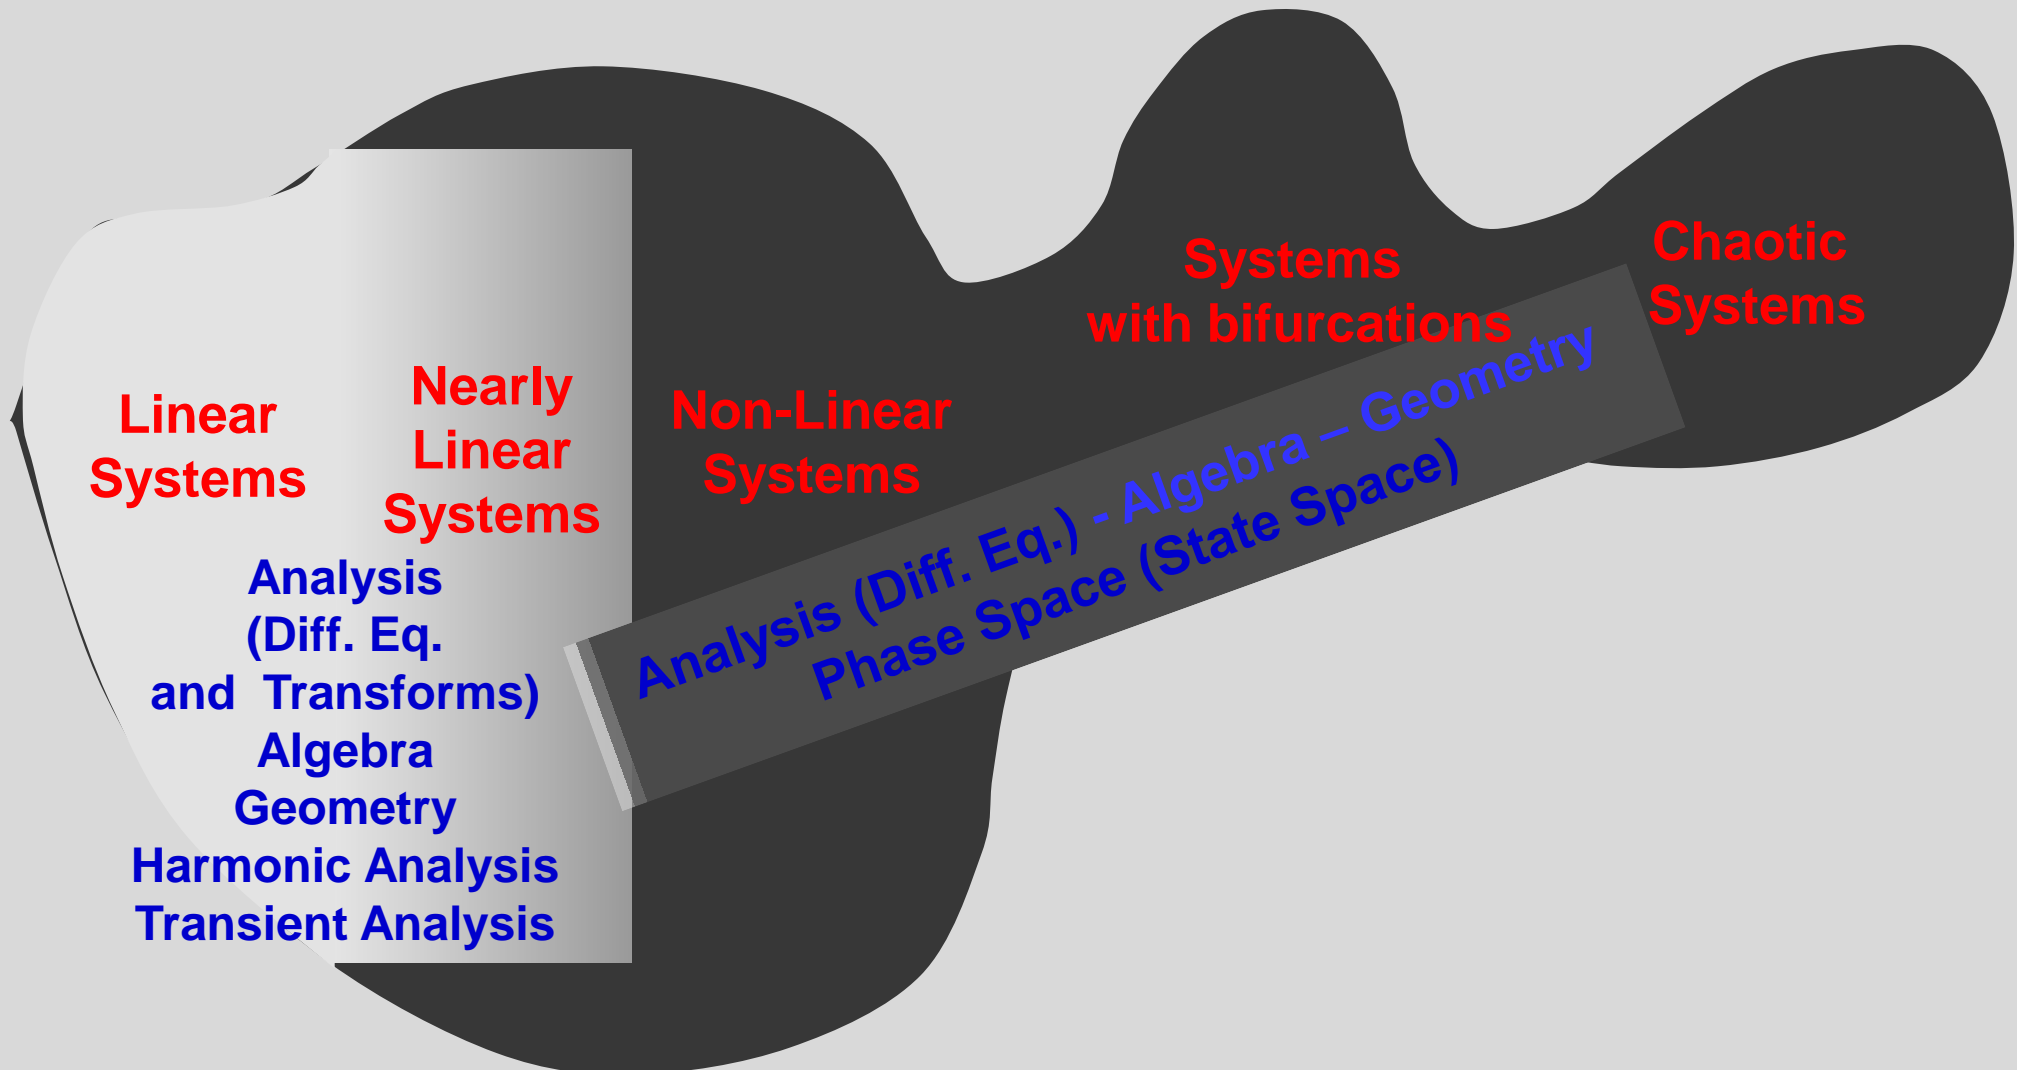 Linear
Systems
Nearly
Linear
Systems
Non-Linear
Systems
Systems
with bifurcations
Chaotic
Systems
Analysis
(Diff. Eq.
and  Transforms)
Algebra
Geometry
Harmonic Analysis
Transient Analysis
Analysis (Diff. Eq.) - Algebra – Geometry
Phase Space (State Space)